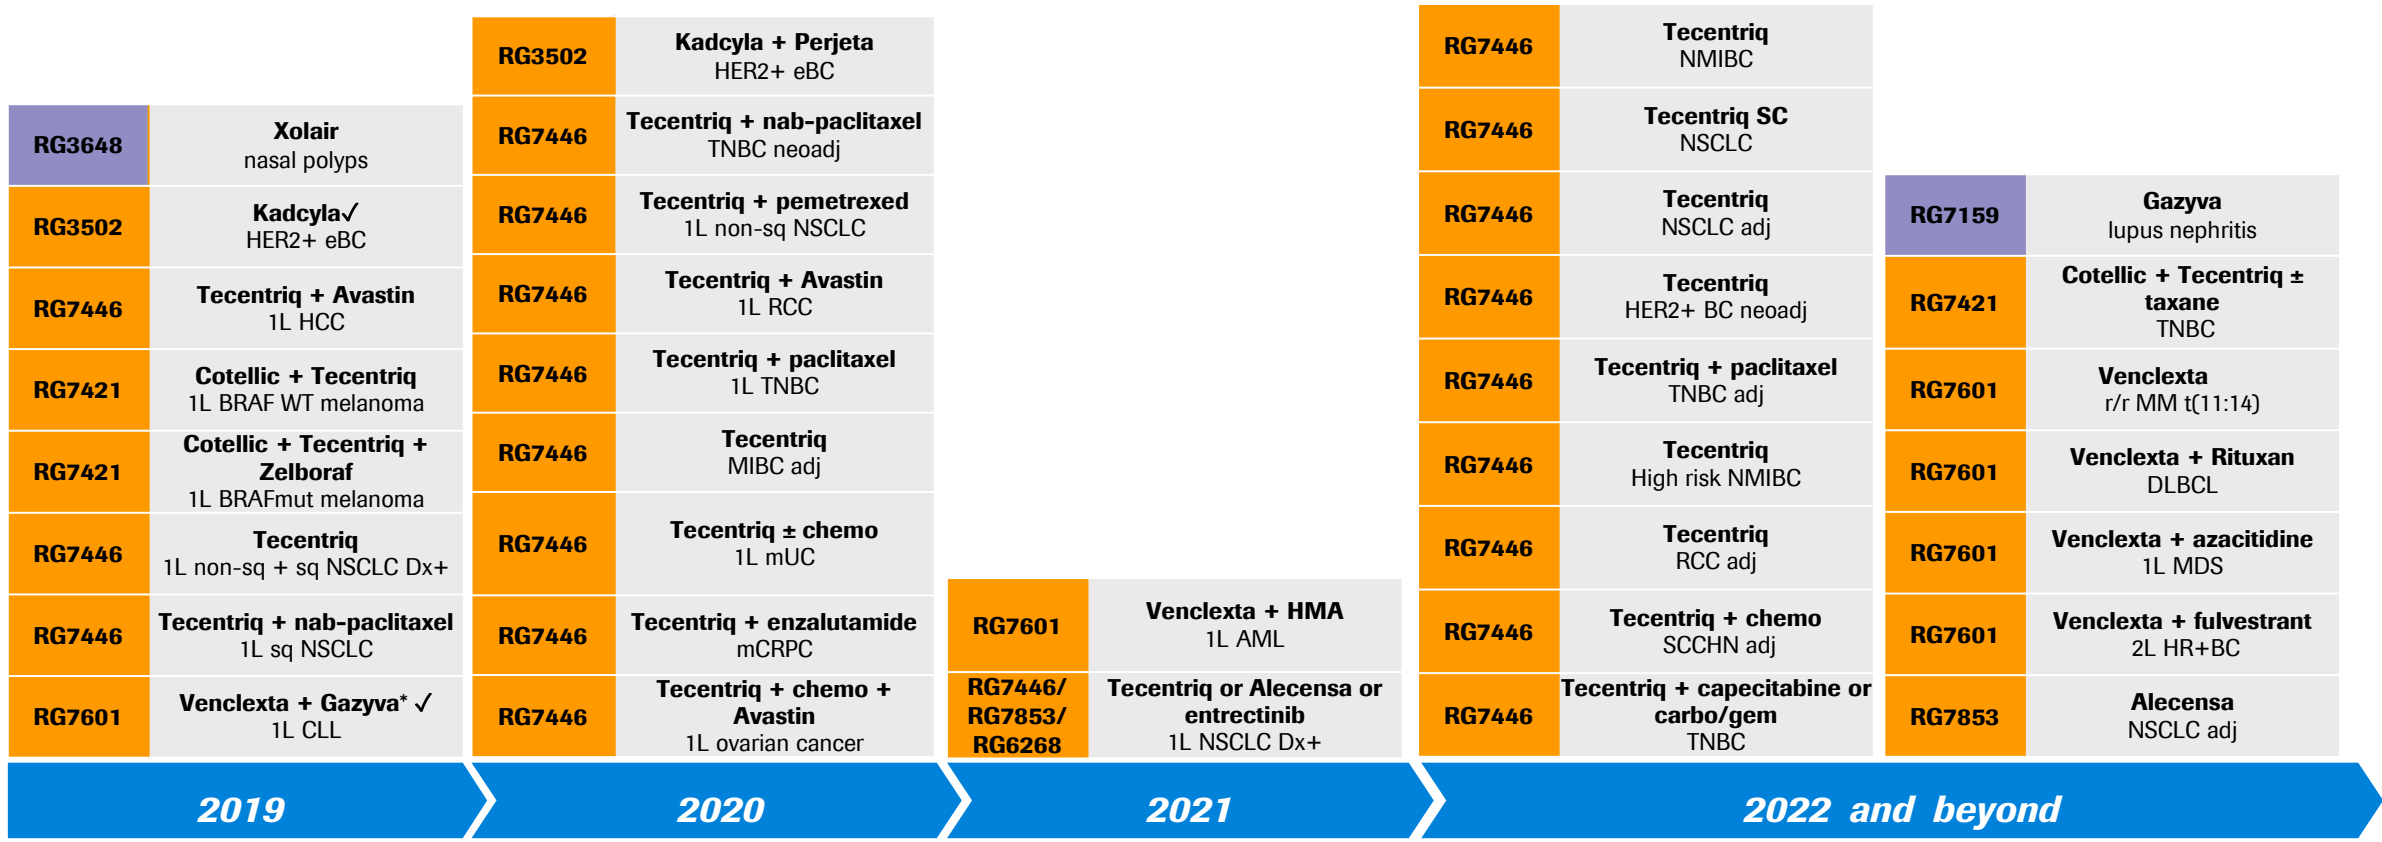 RG3648
Xolair
nasal polyps
RG3502
Kadcyla✓
HER2+ eBC
RG7446
Tecentriq + Avastin
1L HCC
RG7421
Cotellic + Tecentriq
1L BRAF WT melanoma
RG7421
Cotellic + Tecentriq +
Zelboraf
1L BRAFmut melanoma
RG7446
Tecentriq
1L non-sq + sq NSCLC Dx+
RG7446
Tecentriq + nab-paclitaxel
1L sq NSCLC
RG7601
Venclexta + Gazyva* ✓
1L CLL
2019
RG3502
Kadcyla + Perjeta
HER2+ eBC
RG7446
Tecentriq + nab-paclitaxel
TNBC neoadj
RG7446
Tecentriq + pemetrexed
1L non-sq NSCLC
RG7446
Tecentriq + Avastin
1L RCC
RG7446
Tecentriq + paclitaxel
1L TNBC
RG7446
Tecentriq
MIBC adj
RG7446
Tecentriq ± chemo
1L mUC
RG7446
Tecentriq + enzalutamide
mCRPC
RG7446
Tecentriq + chemo +
Avastin
1L ovarian cancer
2020
RG7601
Venclexta + HMA
1L AML
RG7446/
RG7853/
RG6268
Tecentriq or Alecensa or
entrectinib
1L NSCLC Dx+
2021
RG7446
Tecentriq
NMIBC
RG7446
Tecentriq SC
NSCLC
RG7446
Tecentriq
NSCLC adj
RG7446
Tecentriq
HER2+ BC neoadj
RG7446
Tecentriq + paclitaxel
TNBC adj
RG7446
Tecentriq
High risk NMIBC
RG7446
Tecentriq
RCC adj
RG7446
Tecentriq + chemo
SCCHN adj
RG7446
Tecentriq + capecitabine or
carbo/gem
TNBC
RG7159
Gazyva
lupus nephritis
RG7421
Cotellic + Tecentriq ±
taxane
TNBC
RG7601
Venclexta
r/r MM t(11:14)
RG7601
Venclexta + Rituxan
DLBCL
RG7601
Venclexta + azacitidine
1L MDS
RG7601
Venclexta + fulvestrant
2L HR+BC
RG7853
Alecensa
NSCLC adj
2022 and beyond